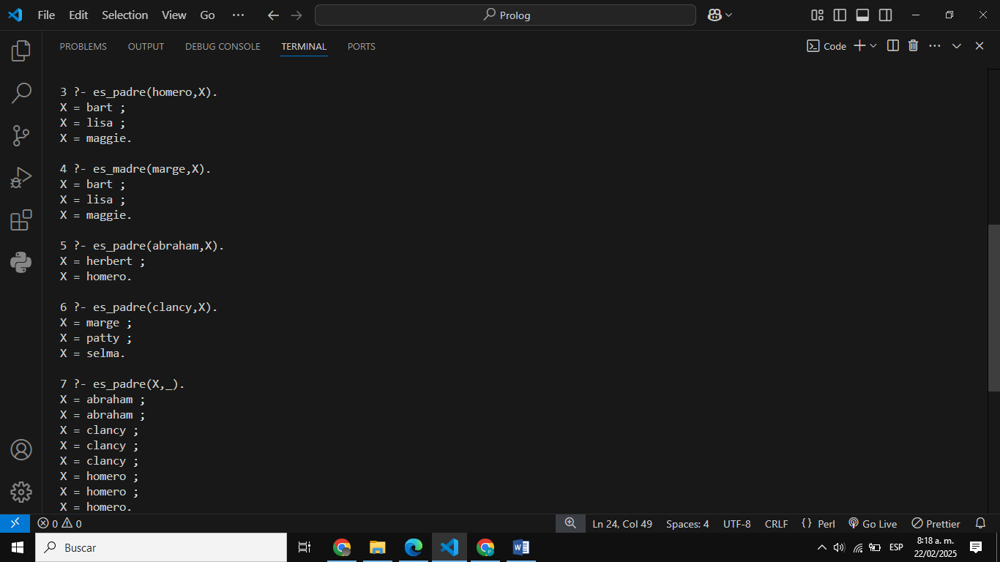 File Edit Selection View Go ··· Prolog
PROBLEMS OUTPUT DEBUG CONSOLE TERMINAL PORTS Code
3 ?- es_padre(homero,X).
X = bart ;
X = lisa ;
X = maggie.
4 ?- es_madre(marge,X).
X = bart ;
X = lisa ;
X = maggie.
5 ?- es_padre(abraham,X).
X = herbert ;
X = homero.
6 ?- es_padre(clancy,X).
X = marge ;
X = patty ;
X = selma.
7 ?- es_padre(X,_).
X = abraham ;
X = abraham ;
X = clancy ;
X = clancy ;
X = clancy ;
X = homero ;
X = homero ;
X = homero.
0 0 Ln 24, Col 49 Spaces: 4 UTF-8 CRLF {} Perl Go Live Prettier
Buscar ESP 8:18 a. m.
22/02/2025